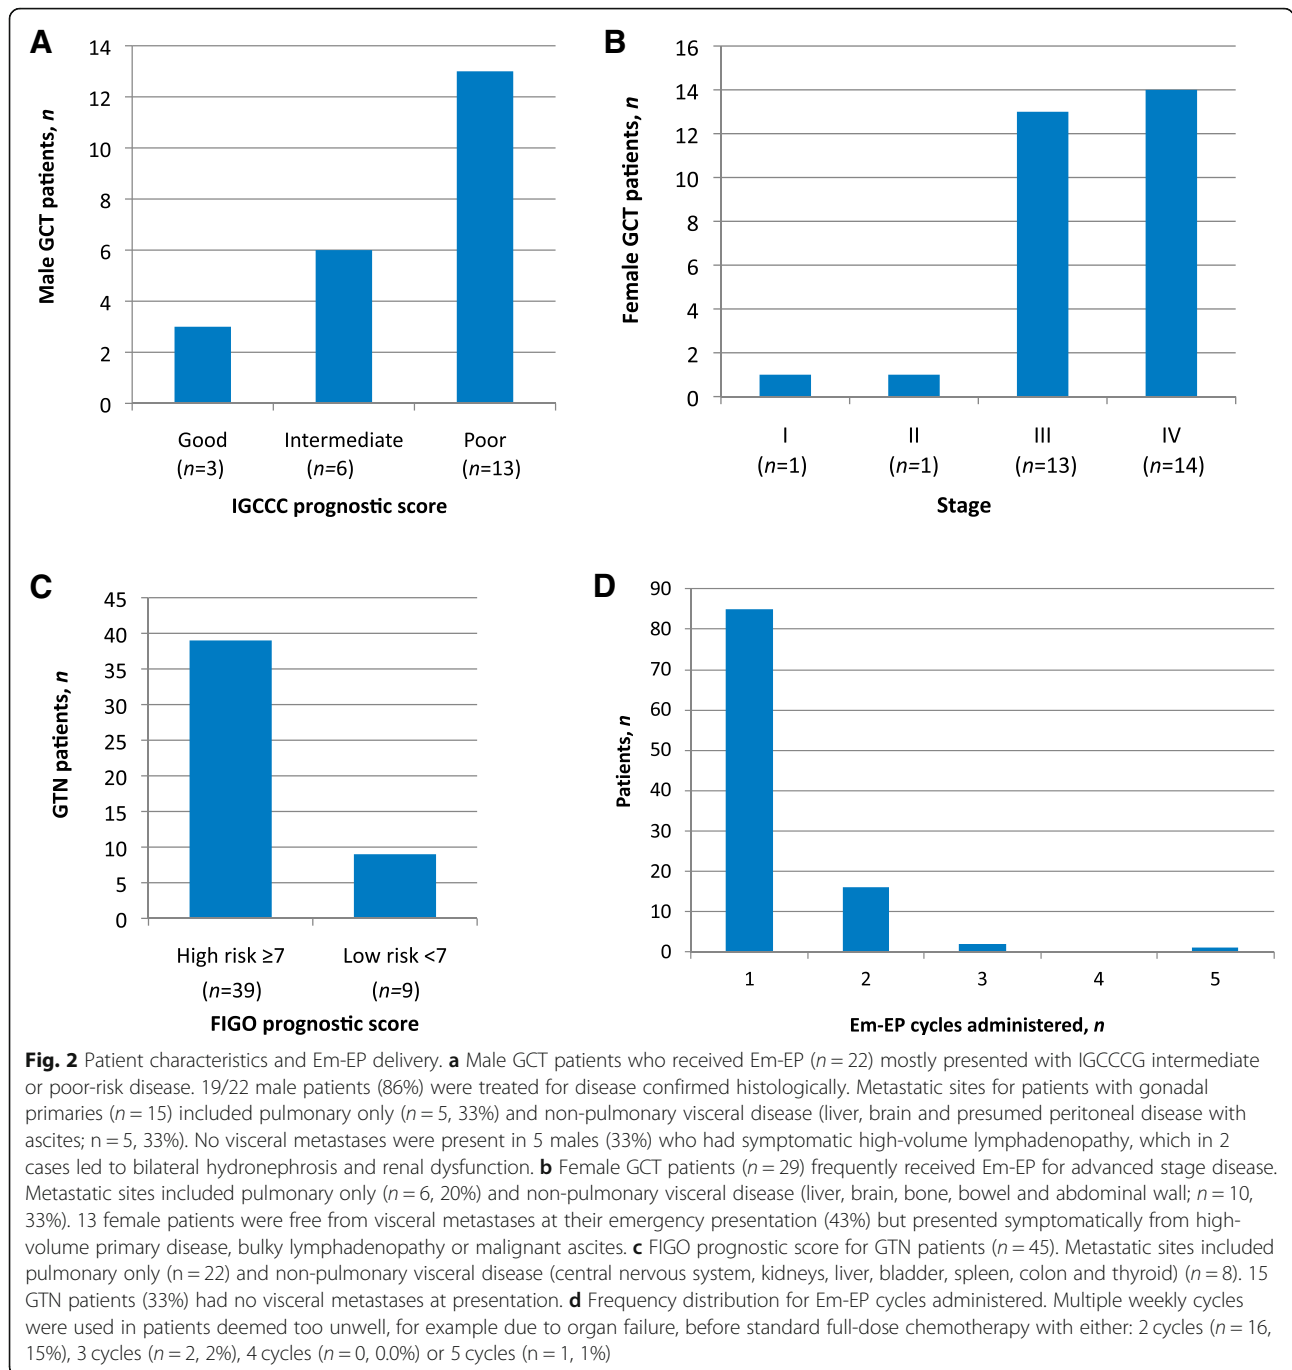 A
14
12
10
8
6
4
2
0
Male GCT patients, n
Good
(n=3)
Intermediate
(n=6)
Poor
(n=13)
IGCCC prognostic score
B
16
14
12
10
8
6
4
2
0
Female GCT patients, n
I
(n=1)
II
(n=1)
III
(n=13)
IV
(n=14)
Stage
C
45
40
35
30
25
20
15
10
5
0
GTN patients, n
High risk ≥7
(n=39)
Low risk <7
(n=9)
FIGO prognostic score
D
90
80
70
60
50
40
30
20
10
0
Patients, n
1
2
3
4
5
Em-EP cycles administered, n
Fig. 2 Patient characteristics and Em-EP delivery. a Male GCT patients who received Em-EP (n = 22) mostly presented with IGCCCG intermediate
or poor-risk disease. 19/22 male patients (86%) were treated for disease confirmed histologically. Metastatic sites for patients with gonadal
primaries (n = 15) included pulmonary only (n = 5, 33%) and non-pulmonary visceral disease (liver, brain and presumed peritoneal disease with
ascites; n = 5, 33%). No visceral metastases were present in 5 males (33%) who had symptomatic high-volume lymphadenopathy, which in 2
cases led to bilateral hydronephrosis and renal dysfunction. b Female GCT patients (n = 29) frequently received Em-EP for advanced stage disease.
Metastatic sites included pulmonary only (n = 6, 20%) and non-pulmonary visceral disease (liver, brain, bone, bowel and abdominal wall; n = 10,
33%). 13 female patients were free from visceral metastases at their emergency presentation (43%) but presented symptomatically from high-
volume primary disease, bulky lymphadenopathy or malignant ascites. c FIGO prognostic score for GTN patients (n = 45). Metastatic sites included
pulmonary only (n = 22) and non-pulmonary visceral disease (central nervous system, kidneys, liver, bladder, spleen, colon and thyroid) (n = 8). 15
GTN patients (33%) had no visceral metastases at presentation. d Frequency distribution for Em-EP cycles administered. Multiple weekly cycles
were used in patients deemed too unwell, for example due to organ failure, before standard full-dose chemotherapy with either: 2 cycles (n = 16,
15%), 3 cycles (n = 2, 2%), 4 cycles (n = 0, 0.0%) or 5 cycles (n = 1, 1%)